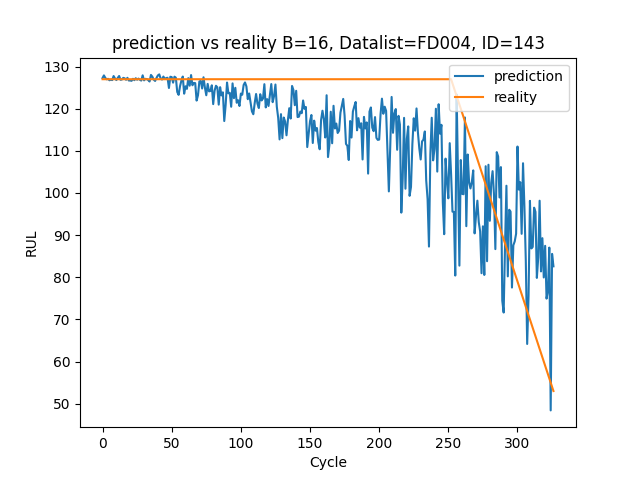 prediction vs reality B=16, Datalist=FD004, ID=143
prediction
reality
130
120
110
100
90
80
70
60
50
RUL
0 50 100 150 200 250 300
Cycle